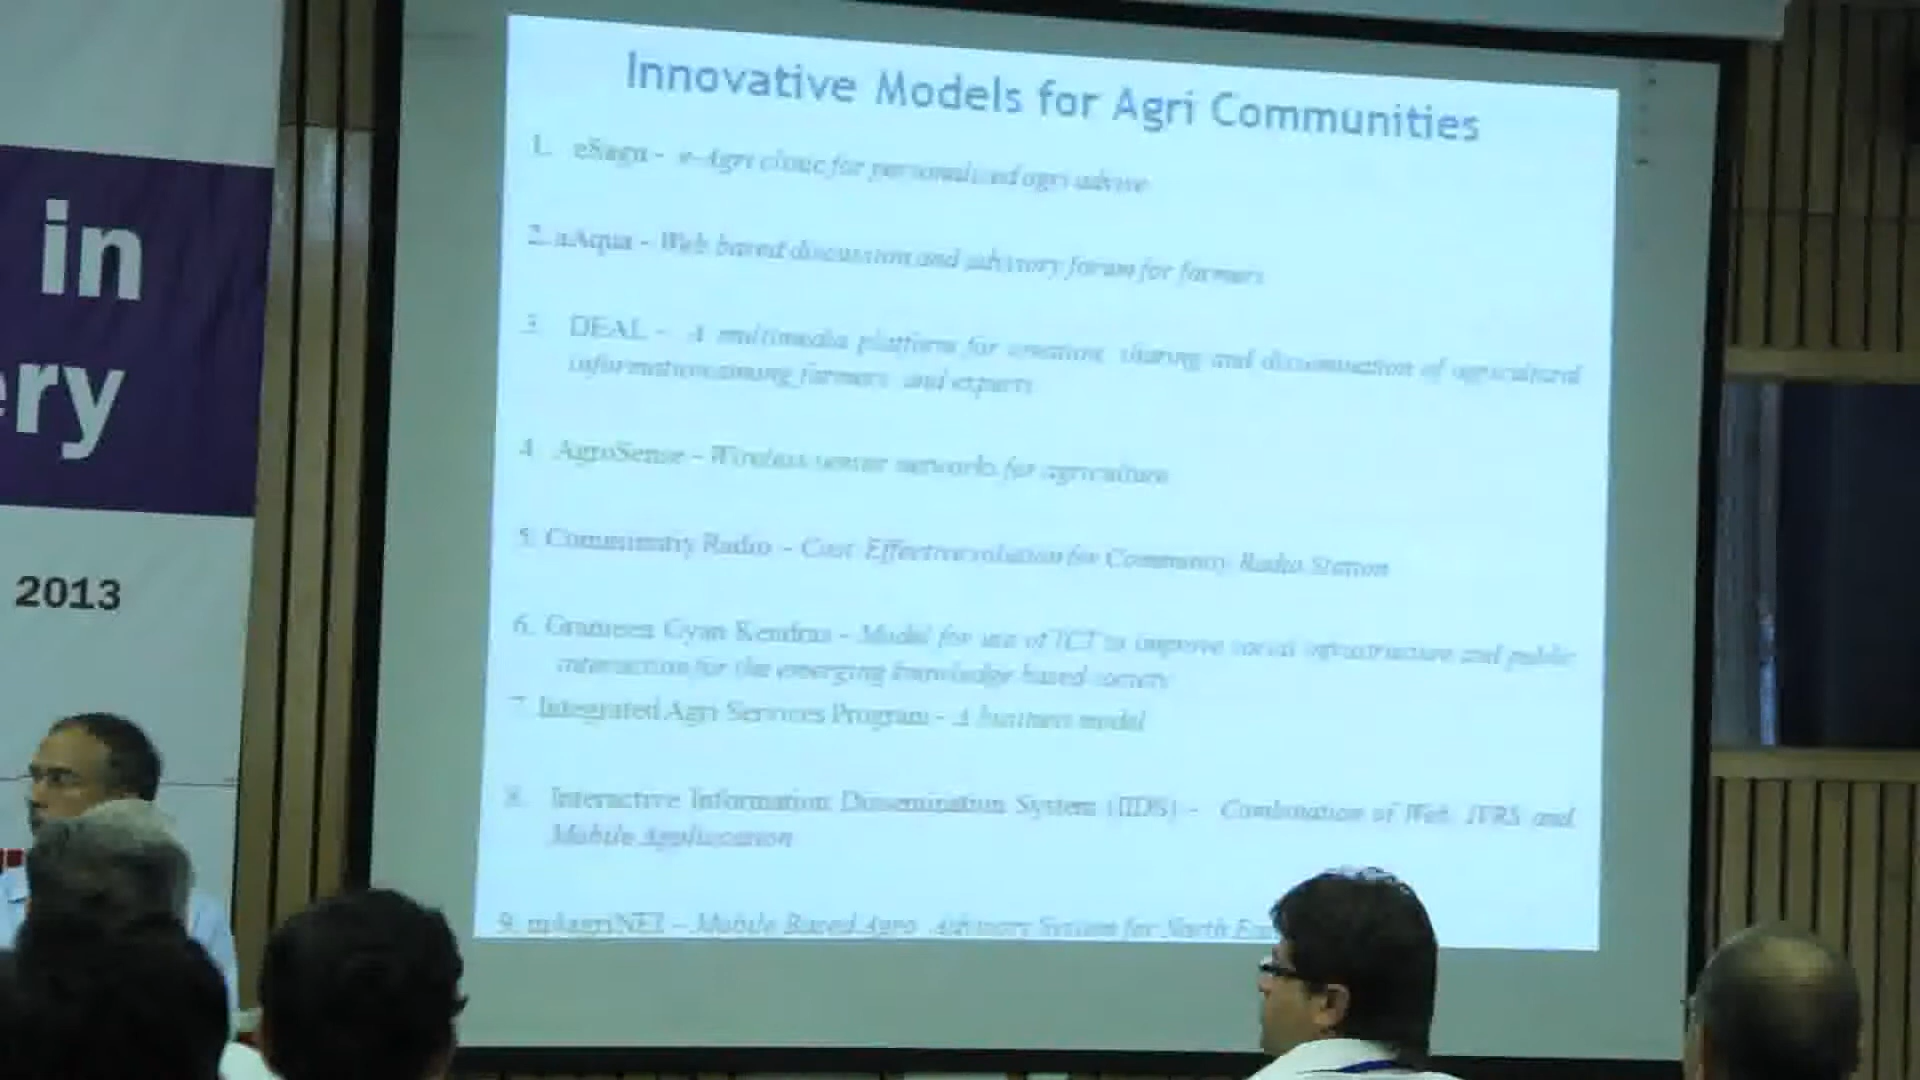 in
ery
2013
Innovative Models for Agri Communities
1. eSagu - e-Agri clinic for personalized agri advise
2. aAqua - Web based discussion and advisory forum for farmers
3. DEAL - A multimedia platform for creation, sharing and dissemination of agricultural
information among farmers and experts
4. AgroSense - Wireless sensor networks for agriculture
5. Community Radio - Cost Effective solution for Community Radio Station
6. Grameen Gyan Kendras - Model for use of ICT to improve social infrastructure and public
interaction for the emerging knowledge based society
7. Integrated Agri Services Program - A business model
8. Interactive Information Dissemination System (IIDS) - Combination of Web, IVRS and
Mobile Application
9. m4agriNEI - Mobile Based Agro Advisory System for North